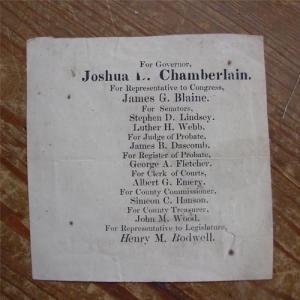 For Governor,
Joshua L. Chamberlain.
For Representative to Congress,
James G. Blaine.
For Senators,
Stephen D. Lindsey.
Luther H. Webb.
For Judge of Probate,
James B. Dascomb.
For Register of Probate,
George A. Fletcher.
For Clerk of Courts,
Albert G. Emery.
For County Commissioner,
Simeon C. Hanson.
For County Treasurer,
John M. Wood.
For Representative to Legislature,
Henry M. Bodwell.